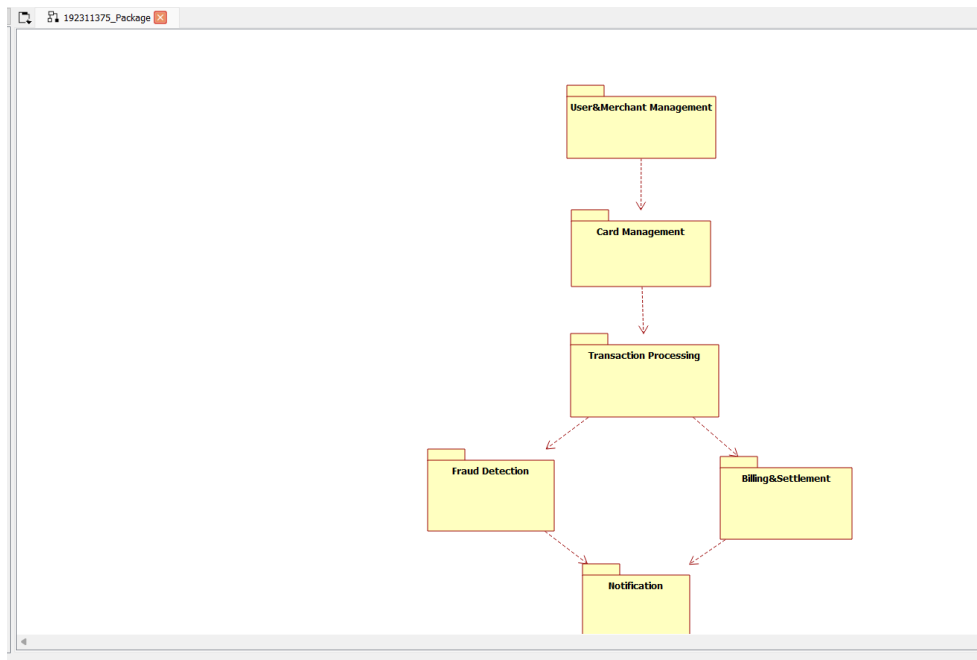 192311375_Package
User&Merchant Management
Card Management
Transaction Processing
Fraud Detection
Billing&Settlement
Notification